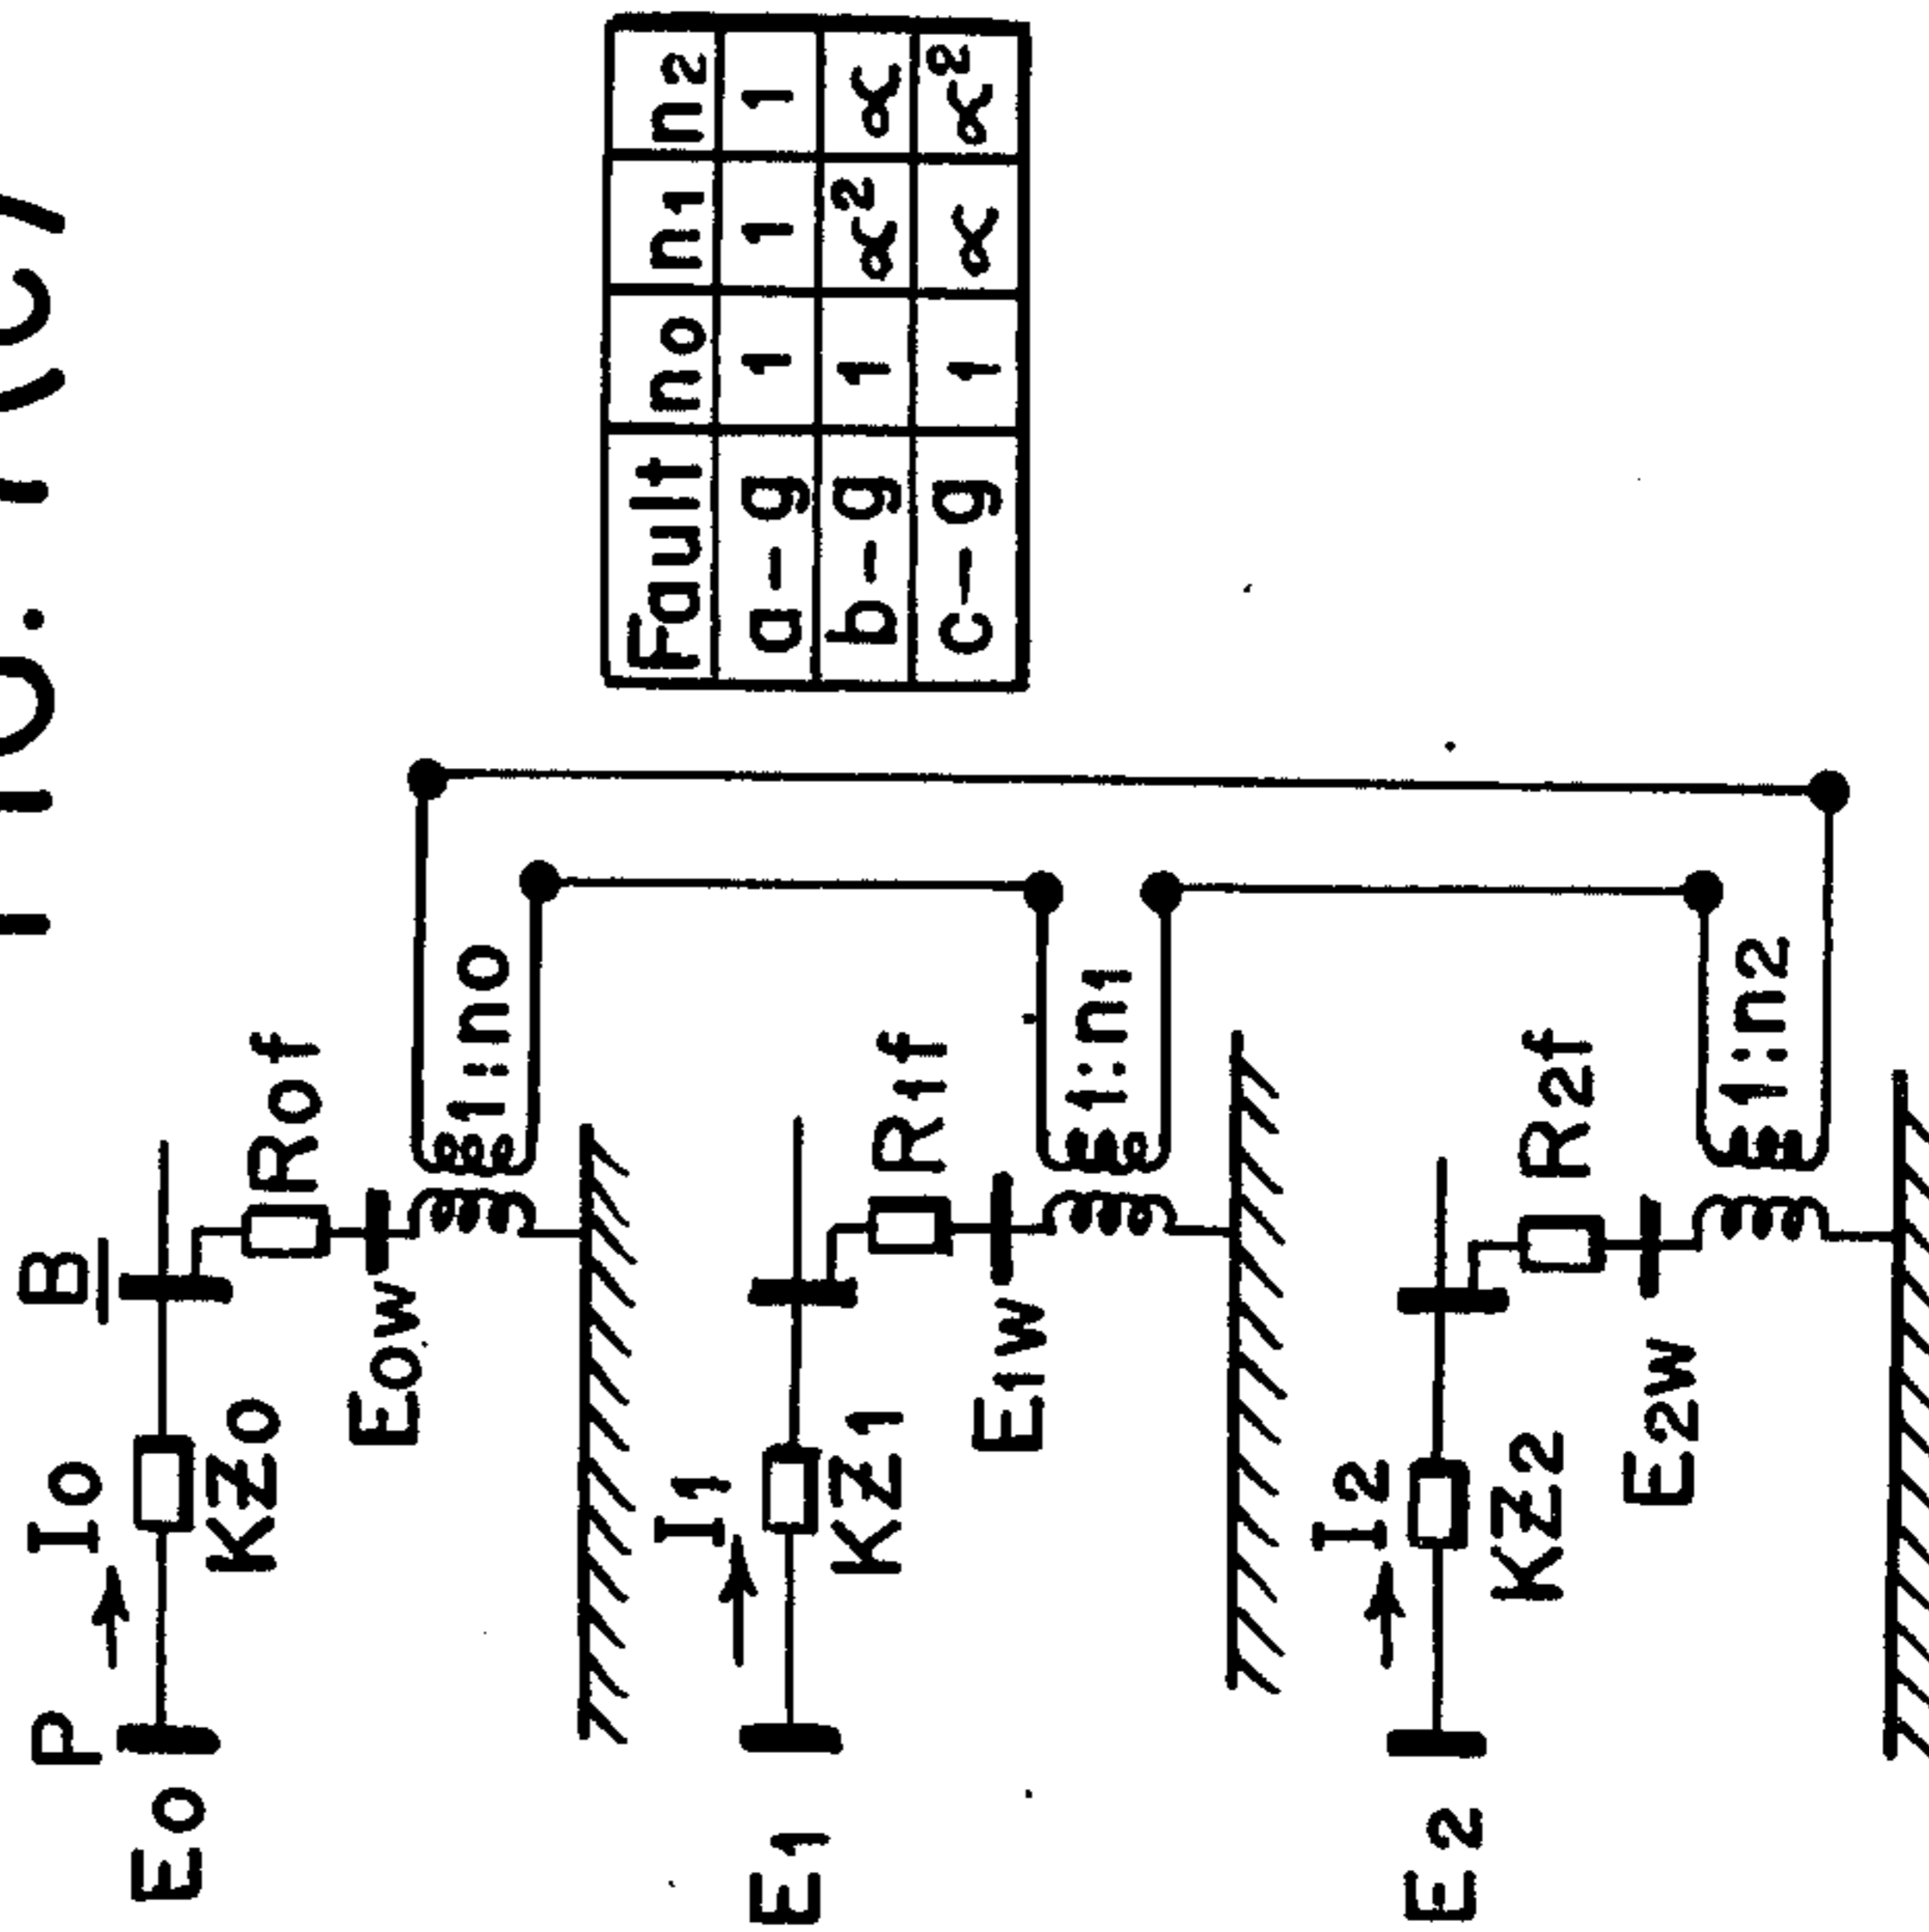 FIG. 1(C)
P Io B
Eo
KZo Rof
Eow
1:no
I1
E1 KZ1 R1f
E1w
1:n1
I2
E2 KZ2 R2f
E2w
1:n2
Fault no n1 n2
a-g 1 1 1
b-g 1 α² α
c-g 1 α α²